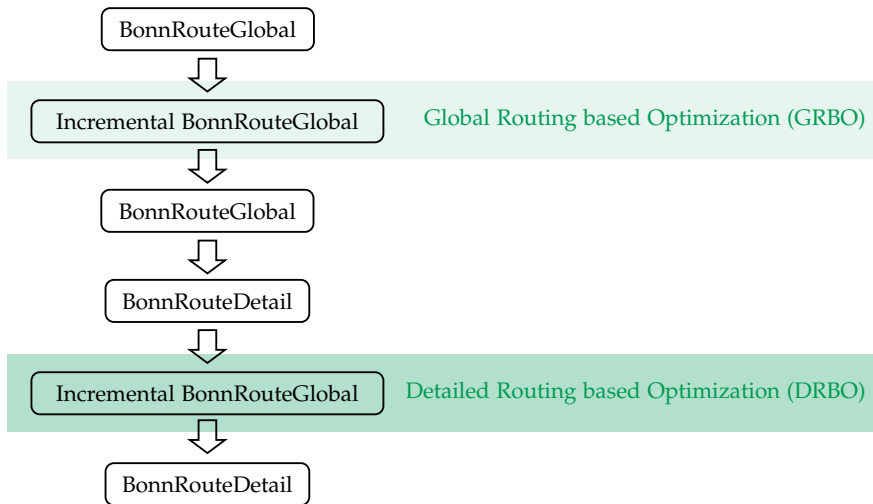 BonnRouteGlobal
Incremental BonnRouteGlobal
Global Routing based Optimization (GRBO)
BonnRouteGlobal
BonnRouteDetail
Incremental BonnRouteGlobal
Detailed Routing based Optimization (DRBO)
BonnRouteDetail